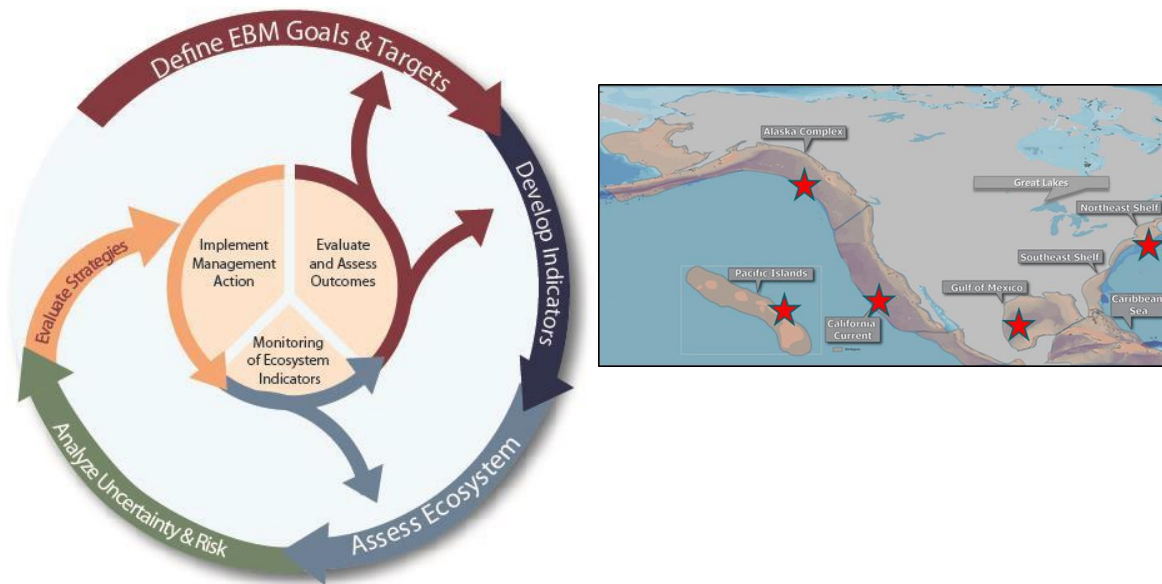 Define EBM Goals & Targets
Develop Indicators
Assess Ecosystem
Analyze Uncertainty & Risk
Evaluate Strategies
Implement
Management
Action
Evaluate
and Assess
Outcomes
Monitoring
of Ecosystem
Indicators
Alaska Complex
Great Lakes
Northeast Shelf
Southeast Shelf
Pacific Islands
Gulf of Mexico
California
Current
Caribbean
Sea